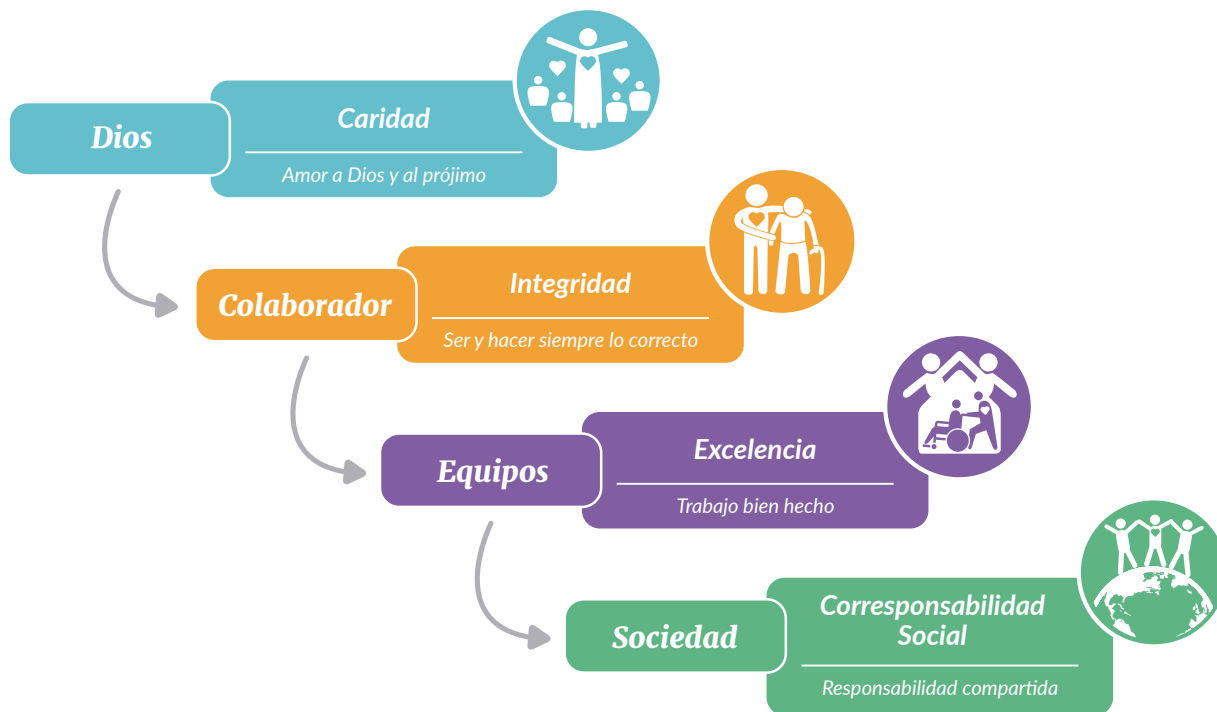 Dios
Caridad
Amor a Dios y al prójimo
Colaborador
Integridad
Ser y hacer siempre lo correcto
Equipos
Excelencia
Trabajo bien hecho
Sociedad
Corresponsabilidad
Social
Responsabilidad compartida